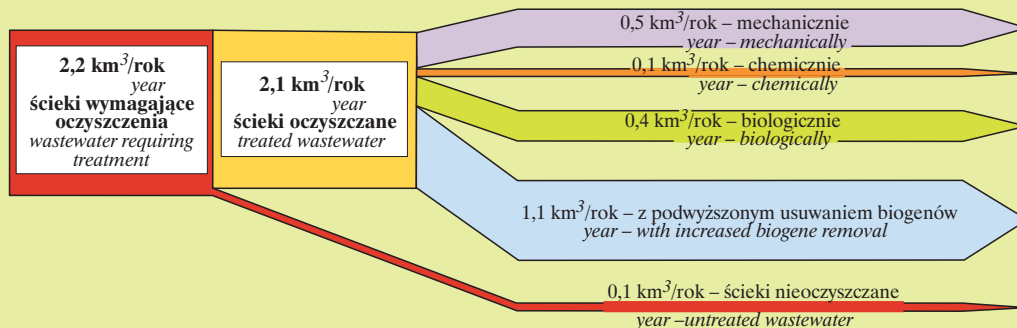 2,2 km³/rok
year
ścieki wymagające
oczyszczenia
wastewater requiring
treatment
2,1 km³/rok
year
ścieki oczyszczane
treated wastewater
0,5 km³/rok – mechanicznie
year – mechanically
0,1 km³/rok – chemicznie
year – chemically
0,4 km³/rok – biologicznie
year – biologically
1,1 km³/rok – z podwyższonym usuwaniem biogenów
year – with increased biogene removal
0,1 km³/rok – ścieki nieoczyszczane
year –untreated wastewater